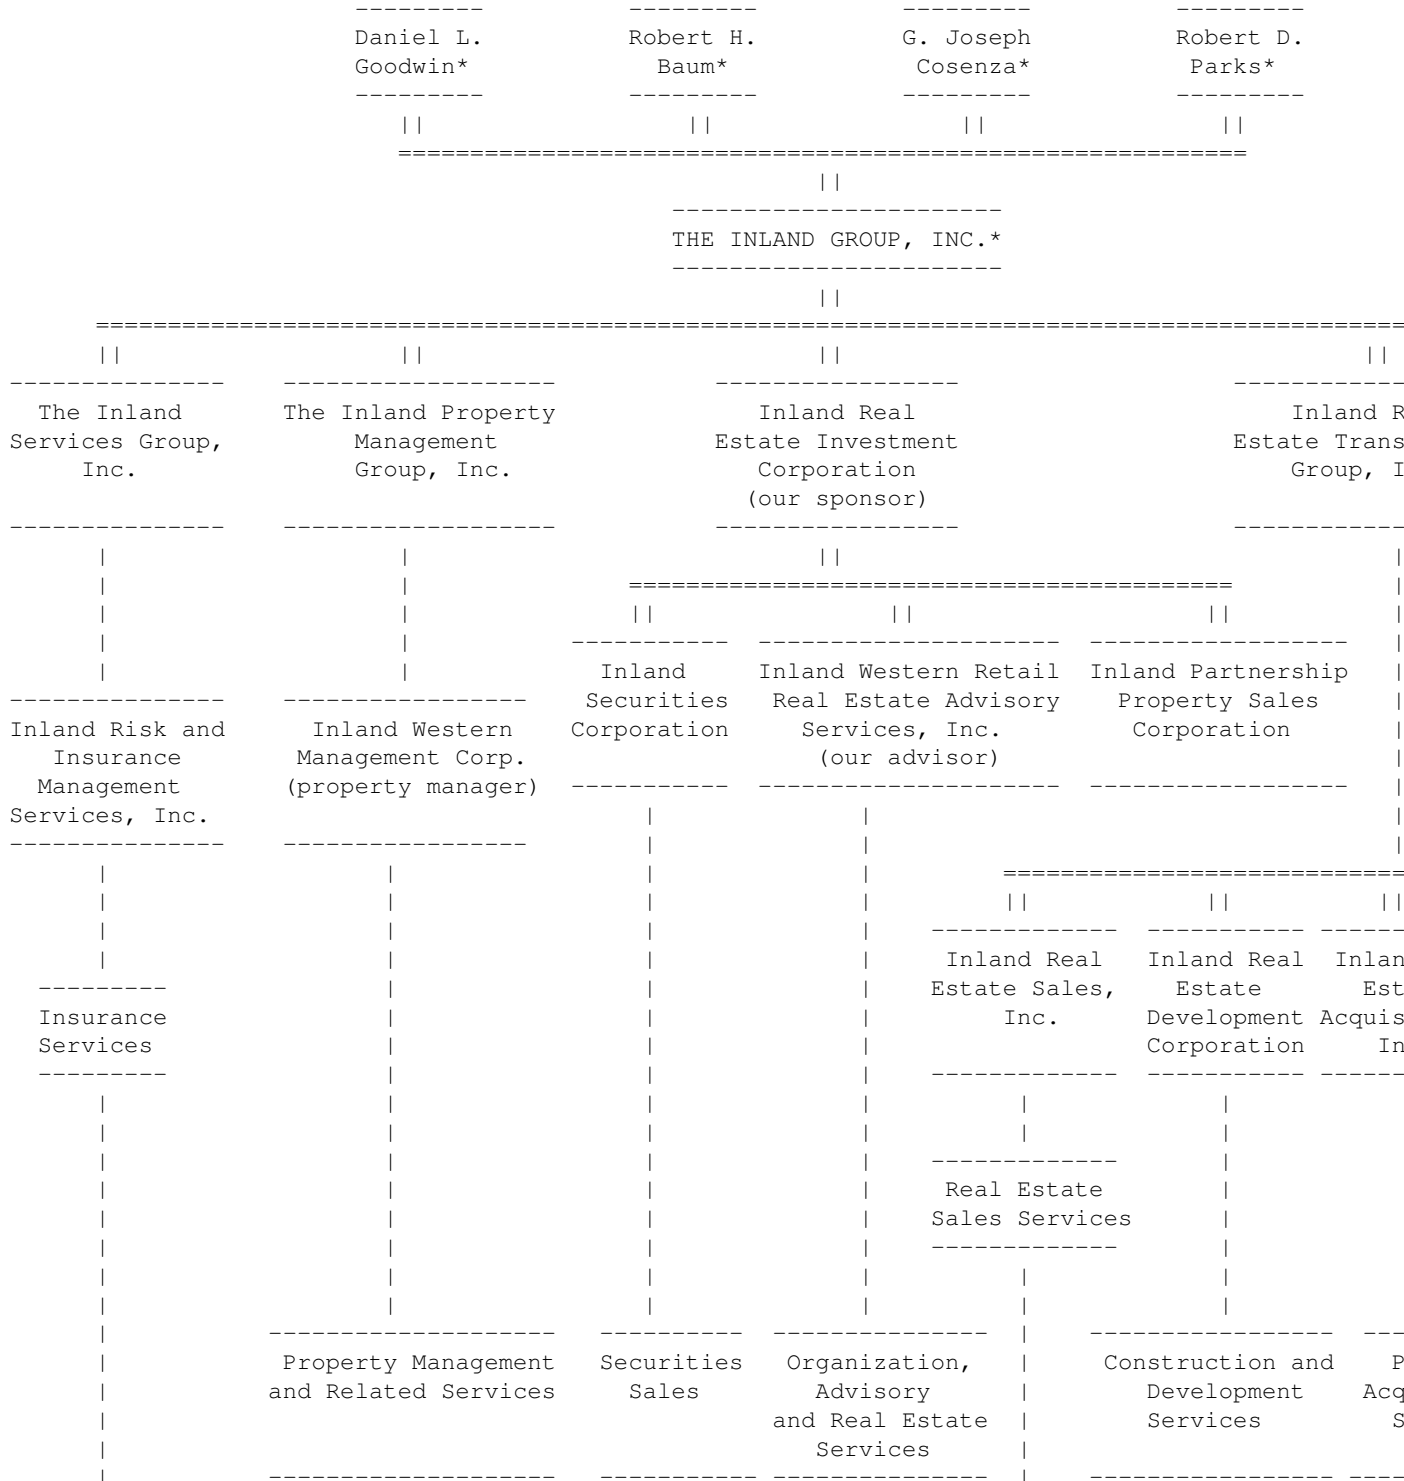 Daniel L. Robert H. G. Joseph Robert D.
Goodwin* Baum* Cosenza* Parks*
THE INLAND GROUP, INC.*
The Inland The Inland Property Inland Real Inland
Services Group, Management Estate Investment Estate
Inc. Group, Inc. Corporation Group,
(our sponsor)
Inland Inland Western Retail Inland Partnership
Securities Real Estate Advisory Property Sales
Inland Risk and Inland Western Corporation Services, Inc. Corporation
Insurance Management Corp. (our advisor)
Management (property manager)
Services, Inc.
Inland Real Inland Real
Estate Sales, Estate
Insurance Inc. Development
Services Corporation
Real Estate
Sales Services
Property Management Securities Organization, Construction and
and Related Services Sales Advisory Development
and Real Estate Services
Services